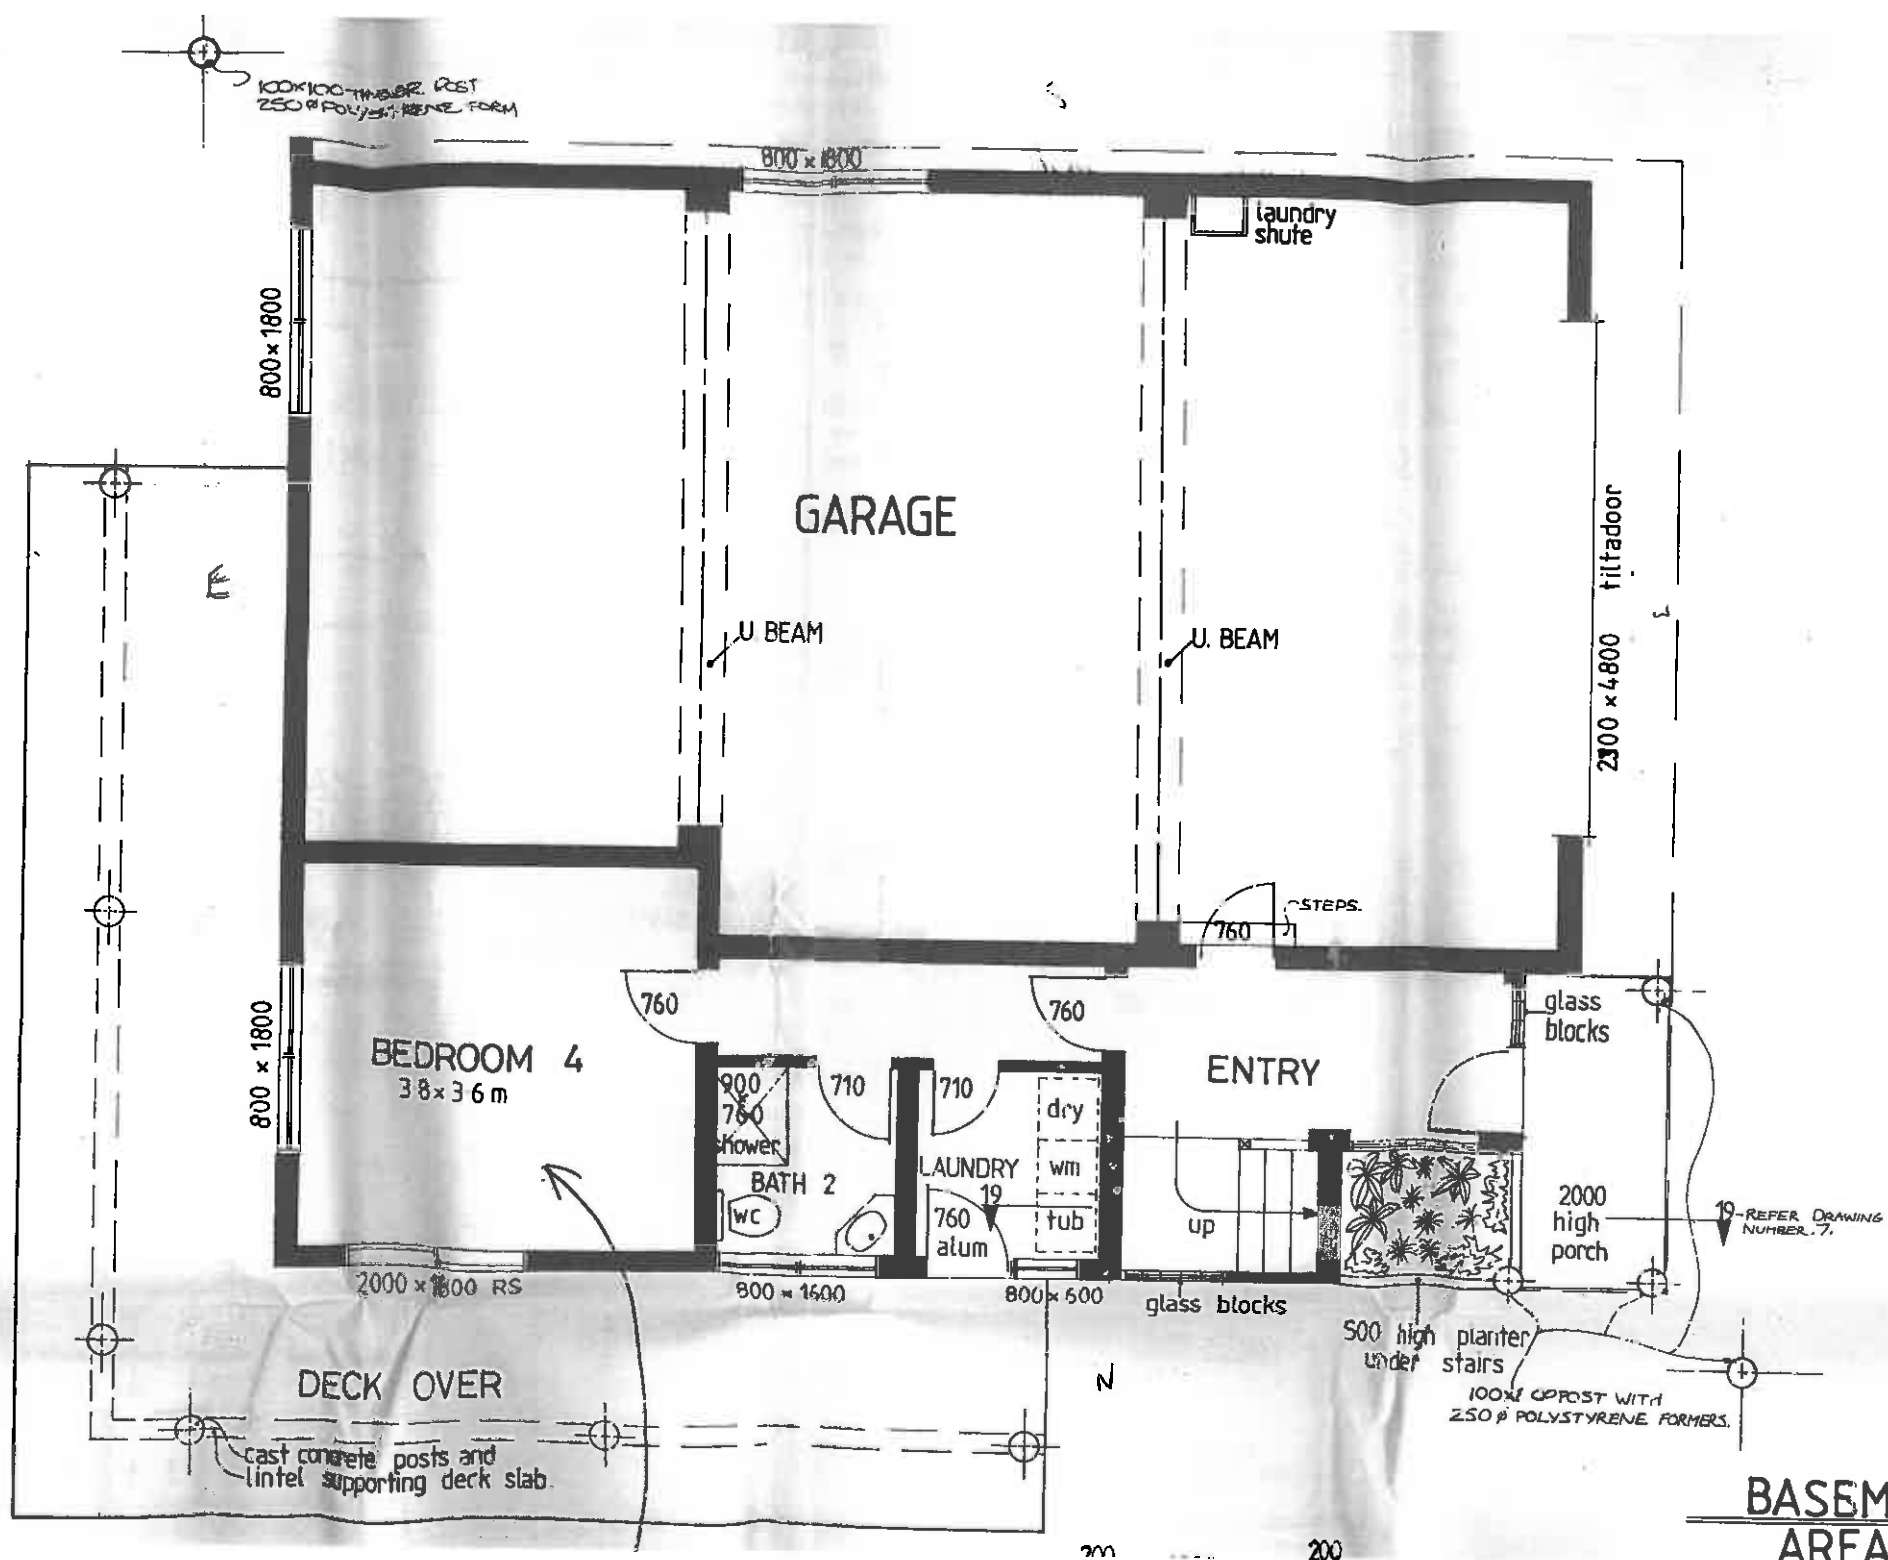 100x100 TIMBER POST
250 Ø POLYSTYRENE FORM
S
800 x 1800
laundry
shute
800 x 1800
GARAGE
tiltadoor
2300 x 4800
E
U. BEAM
U. BEAM
STEPS.
760
760
760
glass
blocks
800 x 1800
BEDROOM 4
3.8 x 3.6 m
ENTRY
900
x
760
shower
710
710
dry
LAUNDRY
wm
BATH 2
19
wc
760
alum
tub
up
2000
high
porch
19 - REFER DRAWING
NUMBER. 7.
2000 x 1800 RS
800 x 1600
800 x 600
glass blocks
500 high planter
under stairs
DECK OVER
N
POST WITH
250 Ø POLYSTYRENE FORMERS.
cast concrete posts and
lintel supporting deck slab.
BASEM
AREA
200
200